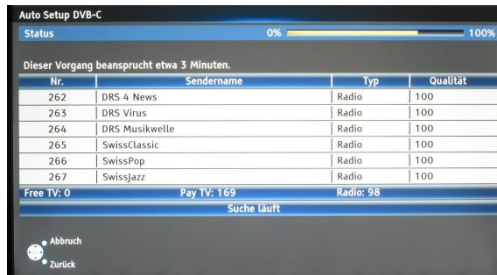 Auto Setup DVB-C
Status 0% 100%
Dieser Vorgang beansprucht etwa 3 Minuten.
Nr. Sendername Typ Qualität
262 DRS 4 News Radio 100
263 DRS Virus Radio 100
264 DRS Musikwelle Radio 100
265 SwissClassic Radio 100
266 SwissPop Radio 100
267 SwissJazz Radio 100
Free TV: 0 Pay TV: 169 Radio: 98
Suche läuft
Abbruch
Zurück